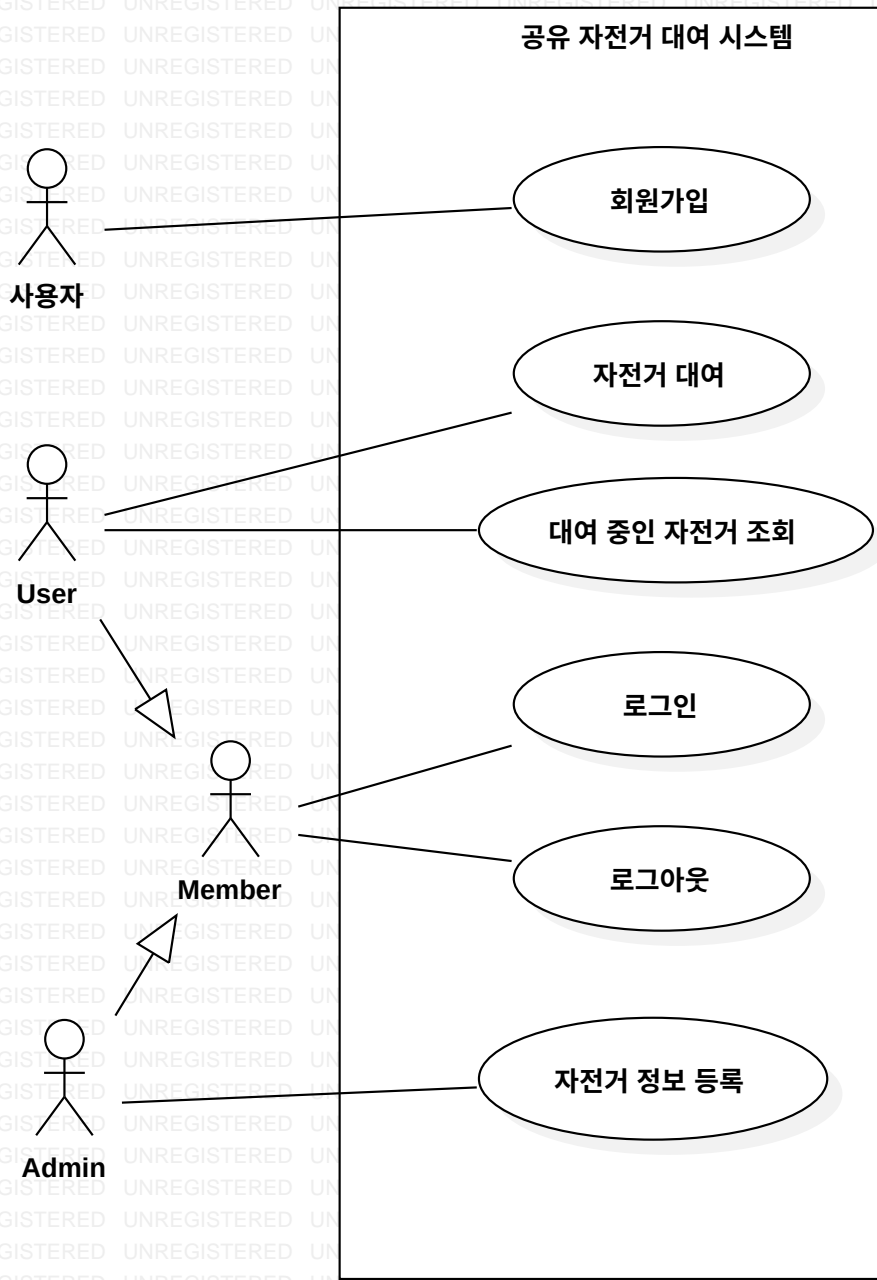 공유 자전거 대여 시스템
회원가입
사용자
자전거 대여
대여 중인 자전거 조회
User
로그인
Member
로그아웃
자전거 정보 등록
Admin
UNREGISTERED